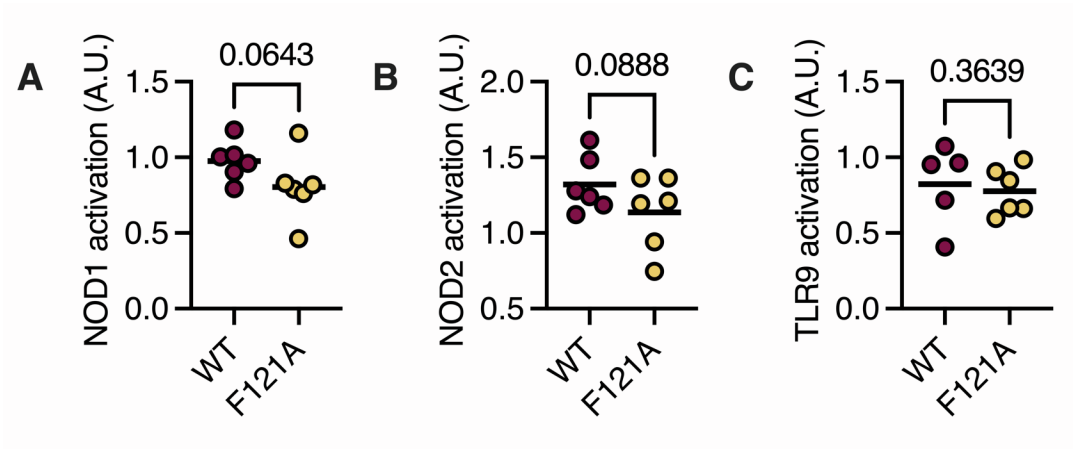 A
NOD1 activation (A.U.)
0.0643
1.5
1.0
0.5
0.0
WT
F121A
B
NOD2 activation (A.U.)
0.0888
2.0
1.5
1.0
0.5
WT
F121A
C
TLR9 activation (A.U.)
0.3639
1.5
1.0
0.5
0.0
WT
F121A